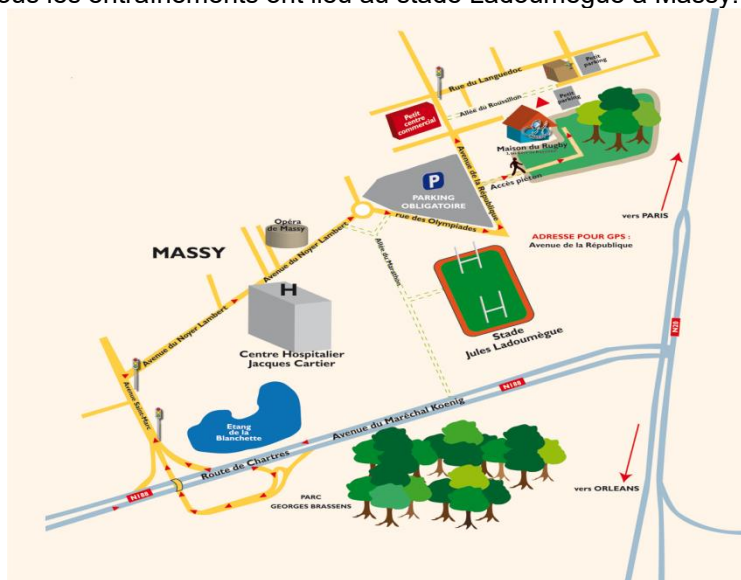 ous les entraînements ont lieu au stade Ladoumègue à Massy.
Rue du Languedoc
Petit
parking
Allée du Rousillon
Petit
parking
Petit centre
commercial
Maison du Rugby
Avenue de la République
Accès piéton
P
PARKING
OBLIGATOIRE
rue des Olympiades
vers PARIS
ADRESSE POUR GPS :
Avenue de la République
Opéra
de Massy
MASSY
Avenue du Noyer Lambert
Allée du Marathon
H
Stade
Jules Ladoumègue
N20
Centre Hospitalier
Jacques Cartier
Avenue du Noyer Lambert
Avenue Saint-Marc
N188
Avenue du Maréchal Koenig
Etang
de la
Blanchette
Route de Chartres
N188
PARC
GEORGES BRASSENS
vers ORLEANS